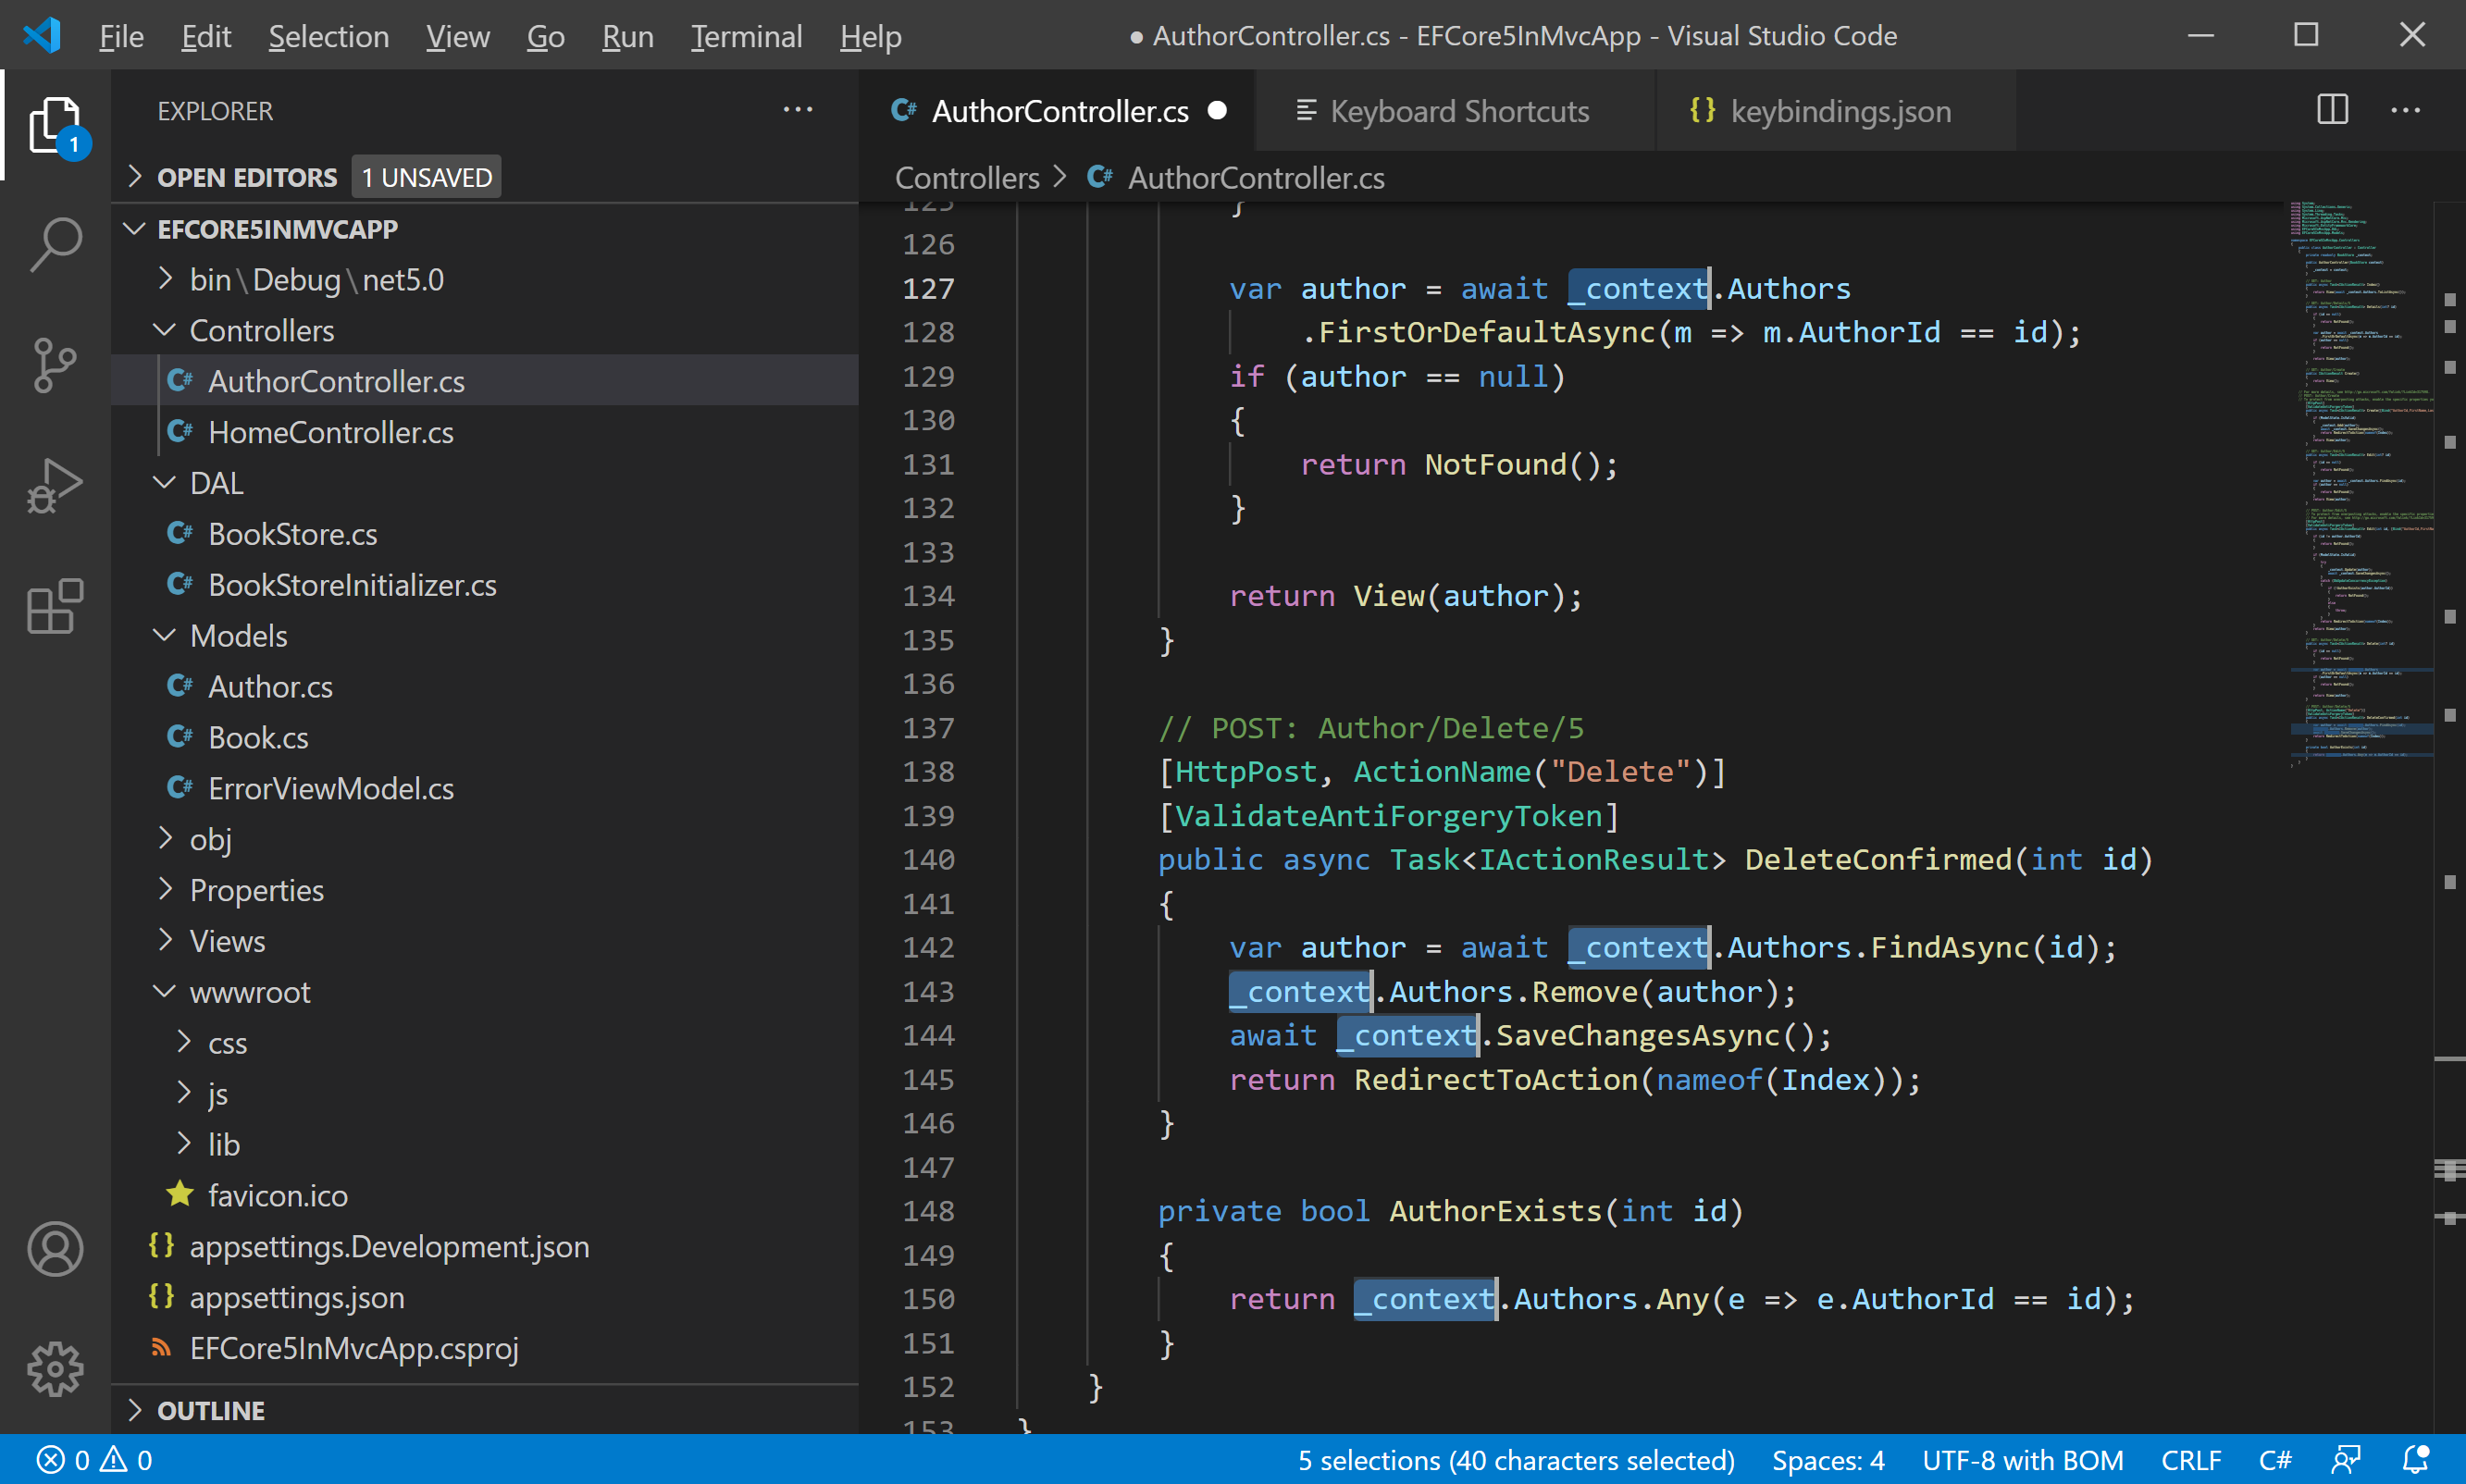 File Edit Selection View Go Run Terminal Help
● AuthorController.cs - EFCore5InMvcApp - Visual Studio Code
EXPLORER
OPEN EDITORS 1 UNSAVED
EFCORE5INMVCAPP
bin\Debug\net5.0
Controllers
C# AuthorController.cs
C# HomeController.cs
DAL
C# BookStore.cs
C# BookStoreInitializer.cs
Models
C# Author.cs
C# Book.cs
C# ErrorViewModel.cs
obj
Properties
Views
wwwroot
css
js
lib
favicon.ico
{} appsettings.Development.json
{} appsettings.json
EFCore5InMvcApp.csproj
OUTLINE
1
C# AuthorController.cs ● Keyboard Shortcuts {} keybindings.json
Controllers > C# AuthorController.cs
125 }
126
127 var author = await _context.Authors
128 .FirstOrDefaultAsync(m => m.AuthorId == id);
129 if (author == null)
130 {
131 return NotFound();
132 }
133
134 return View(author);
135 }
136
137 // POST: Author/Delete/5
138 [HttpPost, ActionName("Delete")]
139 [ValidateAntiForgeryToken]
140 public async Task<IActionResult> DeleteConfirmed(int id)
141 {
142 var author = await _context.Authors.FindAsync(id);
143 _context.Authors.Remove(author);
144 await _context.SaveChangesAsync();
145 return RedirectToAction(nameof(Index));
146 }
147
148 private bool AuthorExists(int id)
149 {
150 return _context.Authors.Any(e => e.AuthorId == id);
151 }
152 }
153 }
0 0
5 selections (40 characters selected) Spaces: 4 UTF-8 with BOM CRLF C#